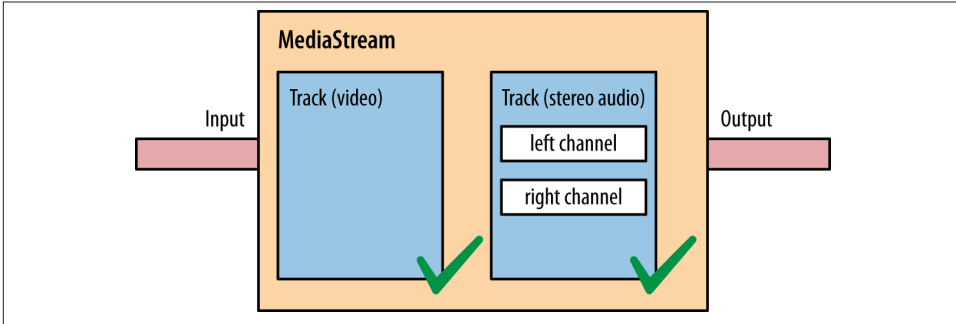 MediaStream
Input
Track (video)
Track (stereo audio)
left channel
right channel
Output